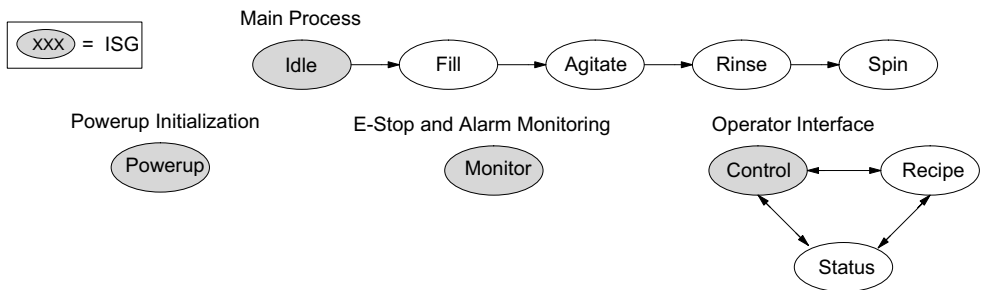 Main Process
XXX = ISG
Idle
Fill
Agitate
Rinse
Spin
Powerup Initialization
E-Stop and Alarm Monitoring
Operator Interface
Powerup
Monitor
Control
Recipe
Status